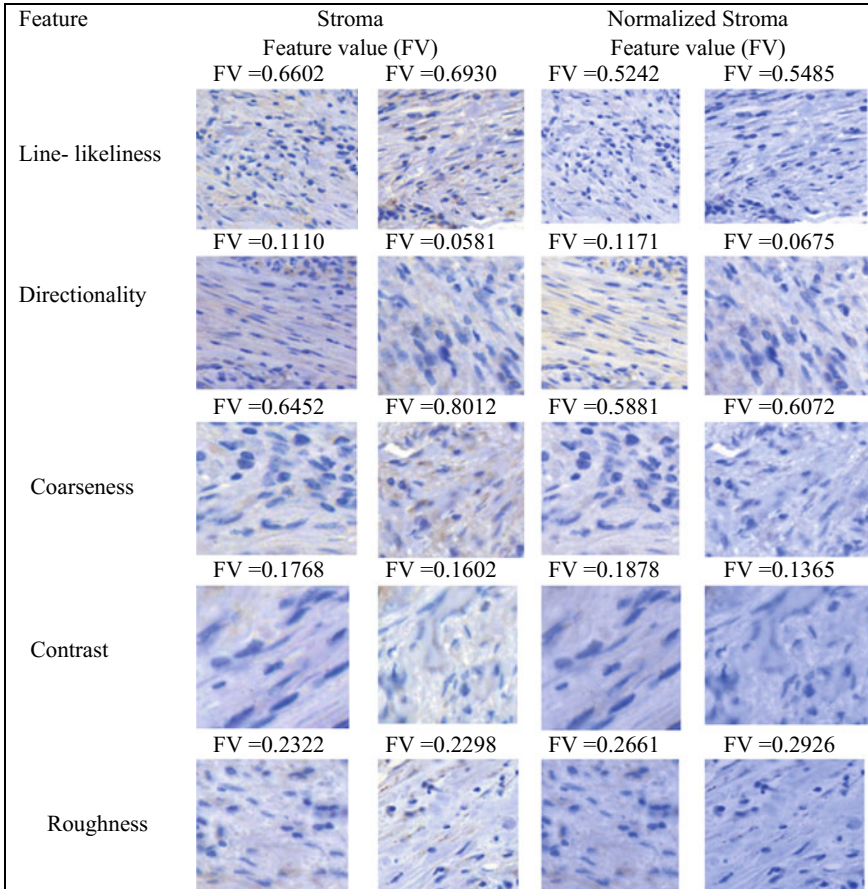 Feature Stroma Normalized Stroma
Feature value (FV) Feature value (FV)
FV =0.6602 FV =0.6930 FV =0.5242 FV =0.5485
Line- likeliness
FV =0.1110 FV =0.0581 FV =0.1171 FV =0.0675
Directionality
FV =0.6452 FV =0.8012 FV =0.5881 FV =0.6072
Coarseness
FV =0.1768 FV =0.1602 FV =0.1878 FV =0.1365
Contrast
FV =0.2322 FV =0.2298 FV =0.2661 FV =0.2926
Roughness